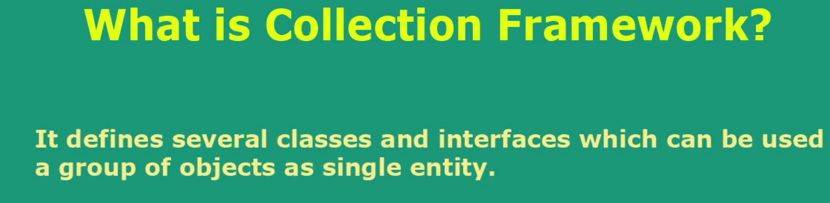 What is Collection Framework?
It defines several classes and interfaces which can be used
a group of objects as single entity.